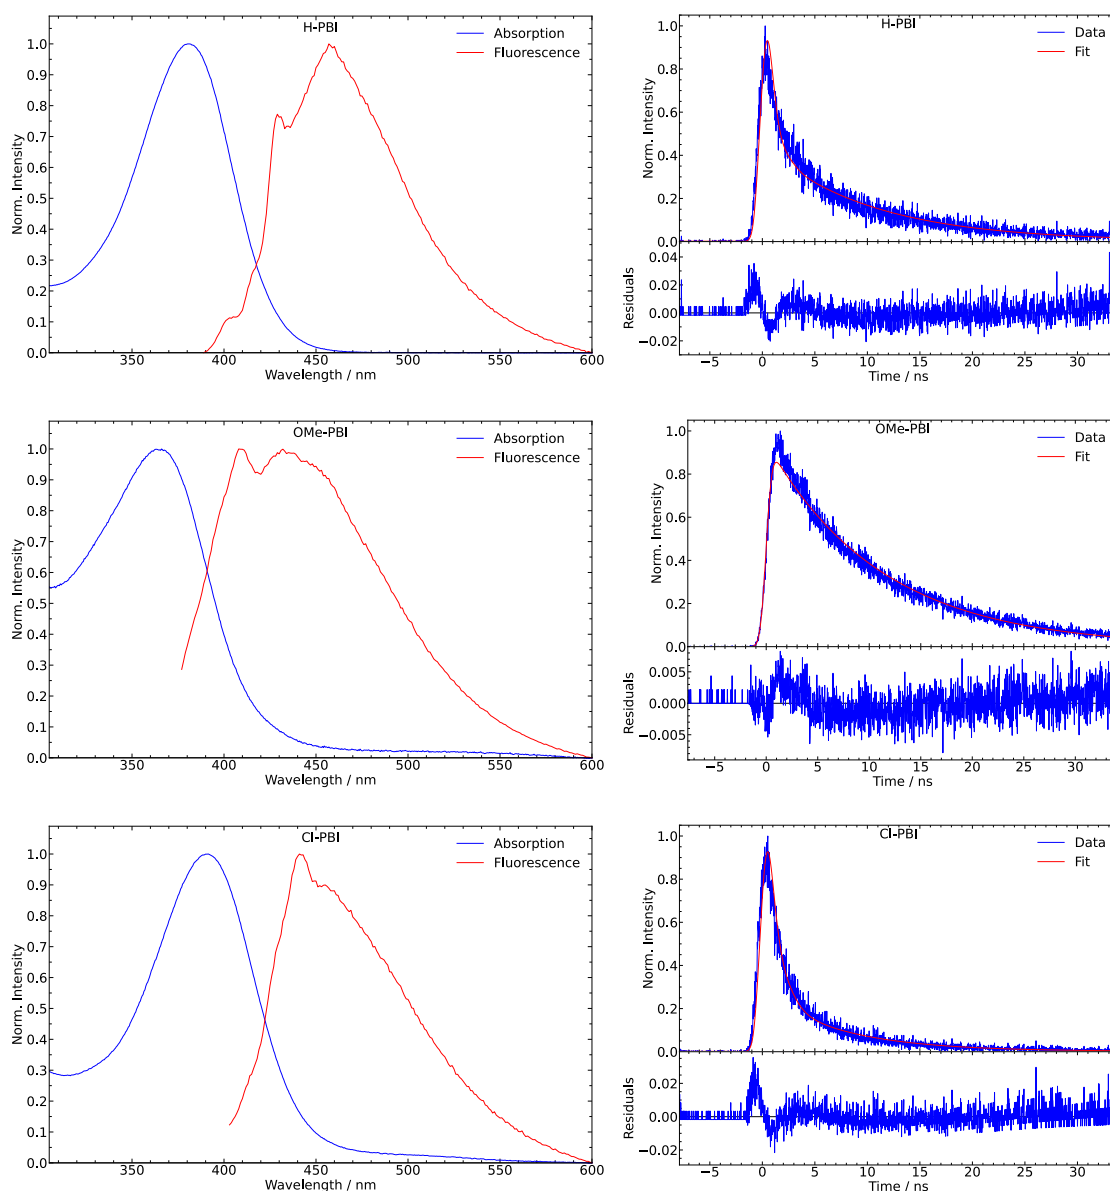 H-PBI
Absorption
Fluorescence
Norm. Intensity
1.0
0.9
0.8
0.7
0.6
0.5
0.4
0.3
0.2
0.1
0.0
350 400 450 500 550 600
Wavelength / nm
H-PBI
Data
Fit
Norm. Intensity
1.0
0.8
0.6
0.4
0.2
0.0
Residuals
0.04
0.02
0.00
−0.02
−5 0 5 10 15 20 25 30
Time / ns
OMe-PBI
Absorption
Fluorescence
Norm. Intensity
1.0
0.9
0.8
0.7
0.6
0.5
0.4
0.3
0.2
0.1
0.0
350 400 450 500 550 600
Wavelength / nm
OMe-PBI
Data
Fit
Norm. Intensity
1.0
0.8
0.6
0.4
0.2
0.0
Residuals
0.005
0.000
−0.005
−5 0 5 10 15 20 25 30
Time / ns
Cl-PBI
Absorption
Fluorescence
Norm. Intensity
1.0
0.9
0.8
0.7
0.6
0.5
0.4
0.3
0.2
0.1
0.0
350 400 450 500 550 600
Wavelength / nm
Cl-PBI
Data
Fit
Norm. Intensity
1.0
0.8
0.6
0.4
0.2
0.0
Residuals
0.02
0.00
−0.02
−5 0 5 10 15 20 25 30
Time / ns